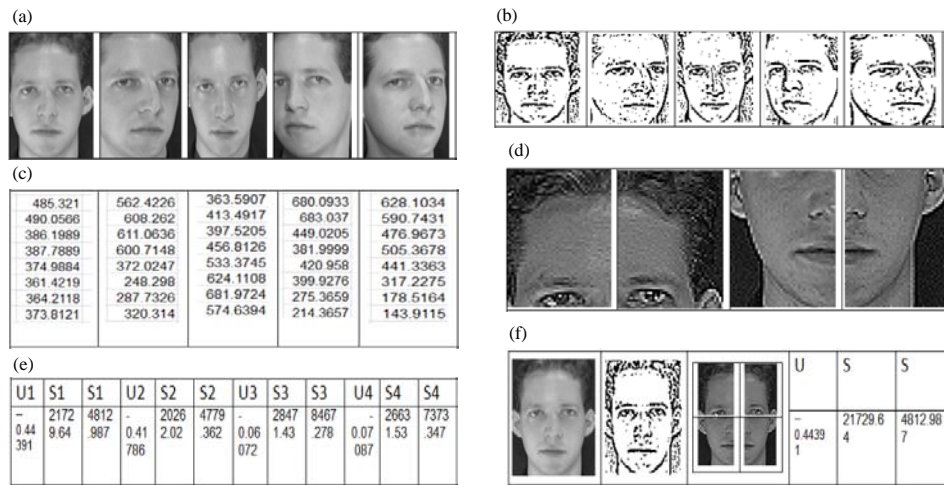 (a)
(b)
(c)
485.321 562.4226 363.5907 680.0933 628.1034
490.0566 608.262 413.4917 683.037 590.7431
386.1989 611.0636 397.5205 449.0205 476.9673
387.7889 600.7148 456.8126 381.9999 505.3678
374.9884 372.0247 533.3745 420.958 441.3363
361.4219 248.298 624.1108 399.9276 317.2275
364.2118 287.7326 681.9724 275.3659 178.5164
373.8121 320.314 574.6394 214.3657 143.9115
(d)
(e)
U1 S1 S1 U2 S2 S2 U3 S3 S3 U4 S4 S4
– 2172 4812 - 2026 4779 - 2847 8467 - 2663 7373
0.44 9.64 .987 0.41 2.02 .362 0.06 1.43 .278 0.07 1.53 .347
391 786 072 087
(f)
U S S
– 21729.6 4812.98
0.4439 4 7
1